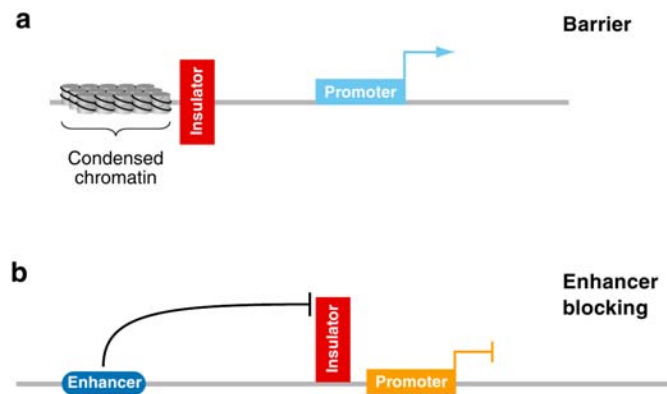 a
Barrier
Insulator
Promoter
Condensed
chromatin
b
Enhancer
blocking
Insulator
Enhancer
Promoter